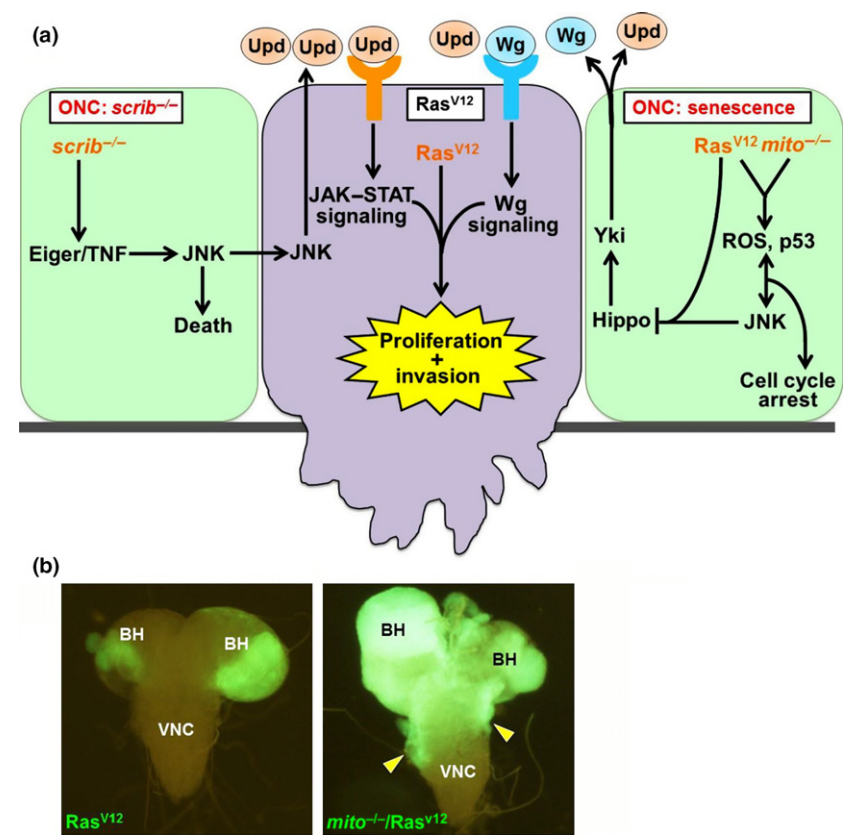 (a)
Upd Upd Upd Upd Wg Wg Upd
ONC: scrib–/–
RasV12
ONC: senescence
scrib–/–
RasV12
RasV12 mito–/–
JAK–STAT
signaling
Wg
signaling
Yki
ROS, p53
Eiger/TNF
JNK
JNK
Death
Hippo
JNK
Proliferation
+
invasion
Cell cycle
arrest
(b)
BH
BH
VNC
RasV12
BH
BH
VNC
mito–/–/Rasv12